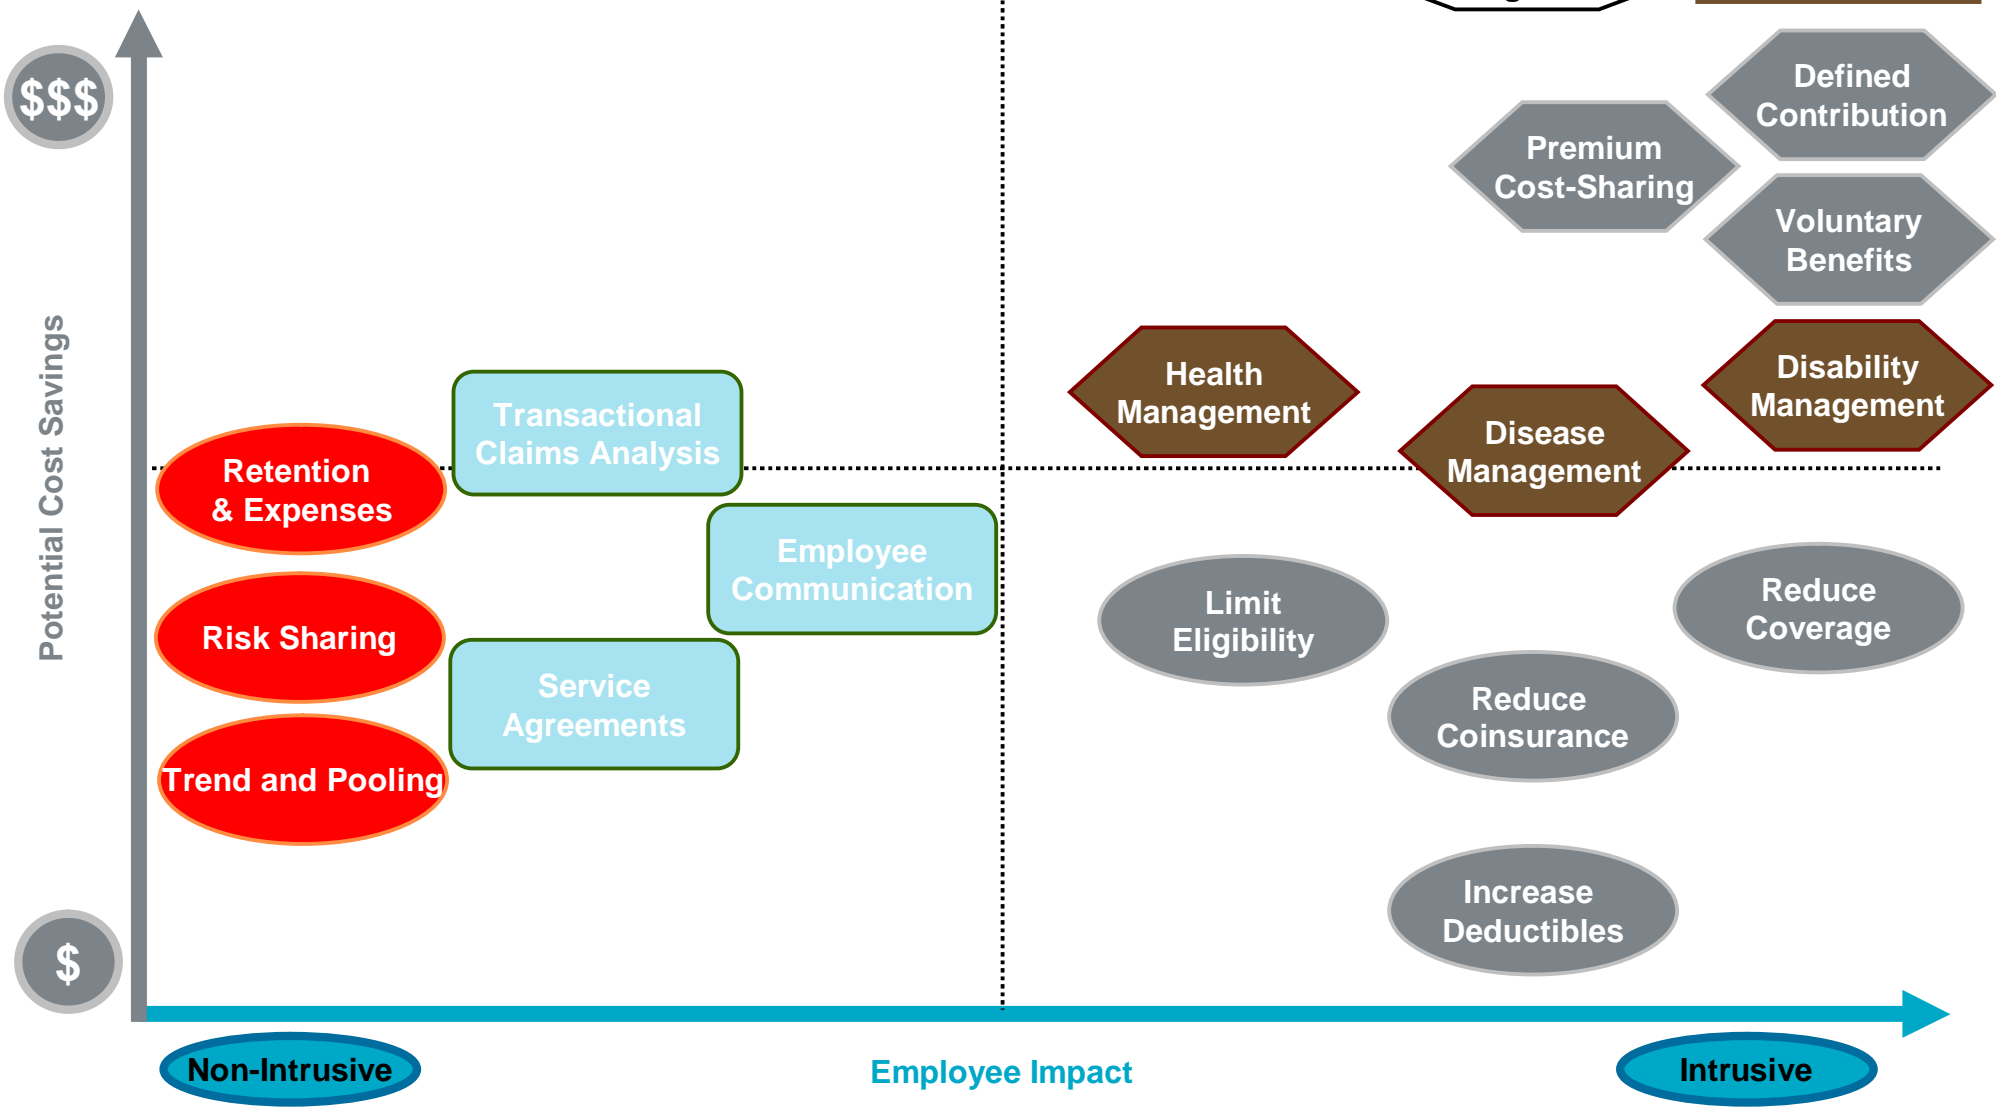 $$$
Defined
Contribution
Premium
Cost-Sharing
Voluntary
Benefits
Potential Cost Savings
Health
Management
Disability
Management
Transactional
Claims Analysis
Disease
Management
Retention
& Expenses
Employee
Communication
Limit
Eligibility
Reduce
Coverage
Risk Sharing
Service
Agreements
Reduce
Coinsurance
Trend and Pooling
Increase
Deductibles
$
Non-Intrusive
Employee Impact
Intrusive